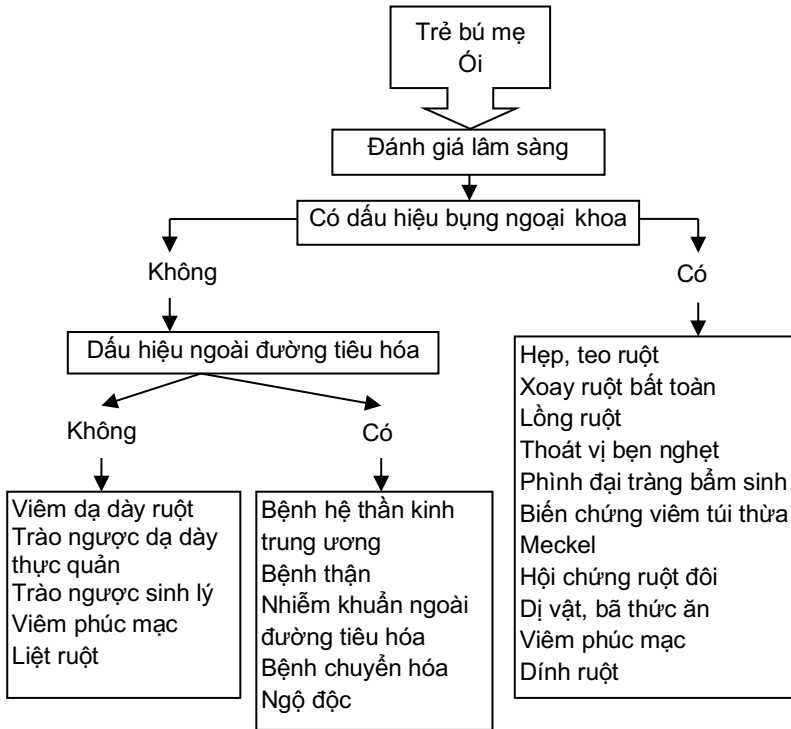 Trẻ bú mẹ
Ói
Đánh giá lâm sàng
Có dấu hiệu bụng ngoại khoa
Không
Có
Dấu hiệu ngoài đường tiêu hóa
Không
Có
Viêm dạ dày ruột
Trào ngược dạ dày
thực quản
Trào ngược sinh lý
Viêm phúc mạc
Liệt ruột
Bệnh hệ thần kinh
trung ương
Bệnh thận
Nhiễm khuẩn ngoài
đường tiêu hóa
Bệnh chuyển hóa
Ngộ độc
Hẹp, teo ruột
Xoay ruột bất toàn
Lồng ruột
Thoát vị bẹn nghẹt
Phình đại tràng bẩm sinh
Biến chứng viêm túi thừa
Meckel
Hội chứng ruột đôi
Dị vật, bã thức ăn
Viêm phúc mạc
Dính ruột